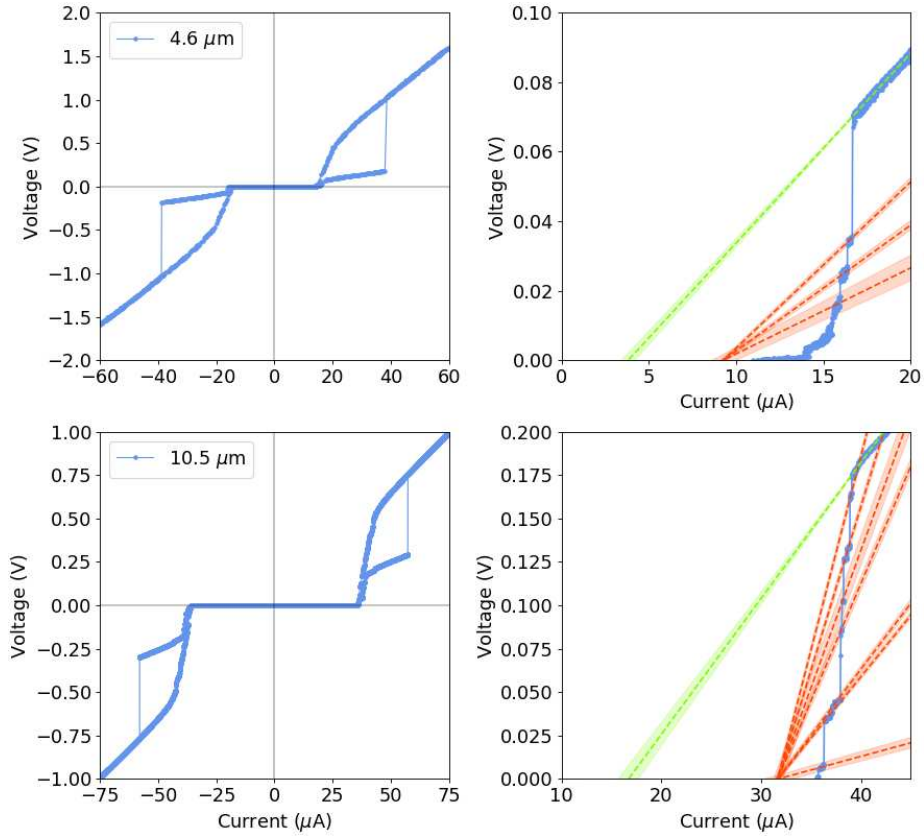 2.0
1.5
1.0
0.5
0.0
−0.5
−1.0
−1.5
−2.0
Voltage (V)
4.6 μm
−60 −40 −20 0 20 40 60
0.10
0.08
0.06
0.04
0.02
0.00
Voltage (V)
0 5 10 15 20
Current (μA)
1.00
0.75
0.50
0.25
0.00
−0.25
−0.50
−0.75
−1.00
Voltage (V)
10.5 μm
−75 −50 −25 0 25 50 75
Current (μA)
0.200
0.175
0.150
0.125
0.100
0.075
0.050
0.025
0.000
Voltage (V)
10 20 30 40
Current (μA)